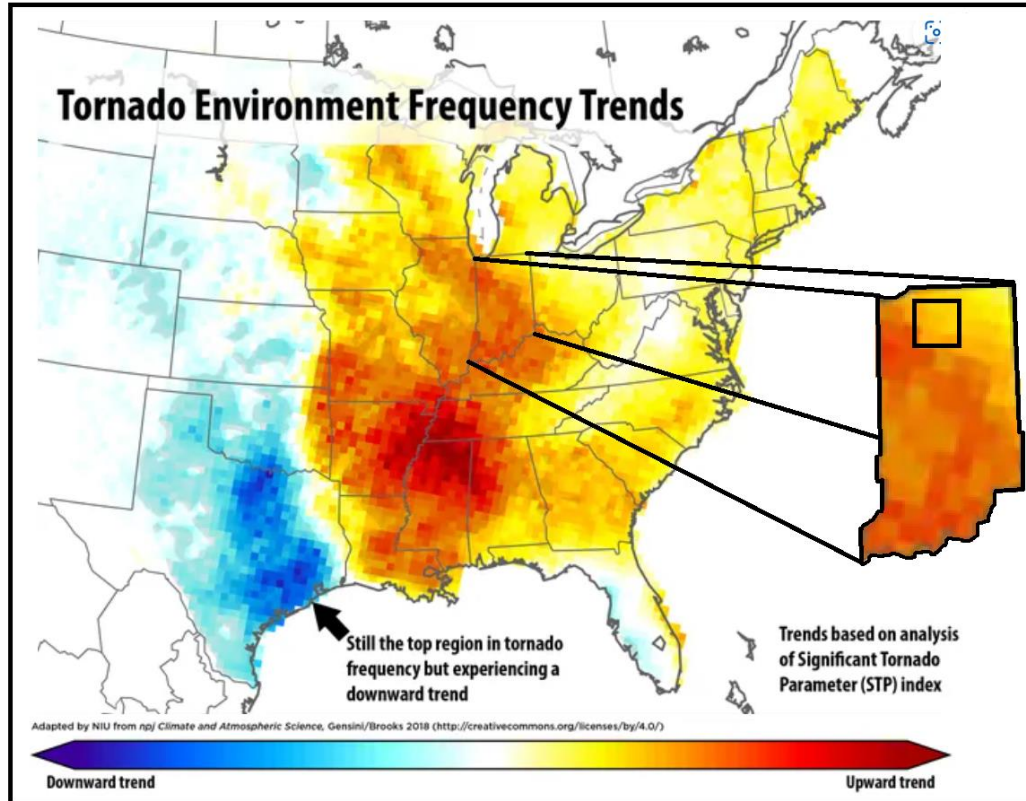 Tornado Environment Frequency Trends
Still the top region in tornado
frequency but experiencing a
downward trend
Trends based on analysis
of Significant Tornado
Parameter (STP) index
Adapted by NIU from npj Climate and Atmospheric Science, Gensini/Brooks 2018 (http://creativecommons.org/licenses/by/4.0/)
Downward trend
Upward trend